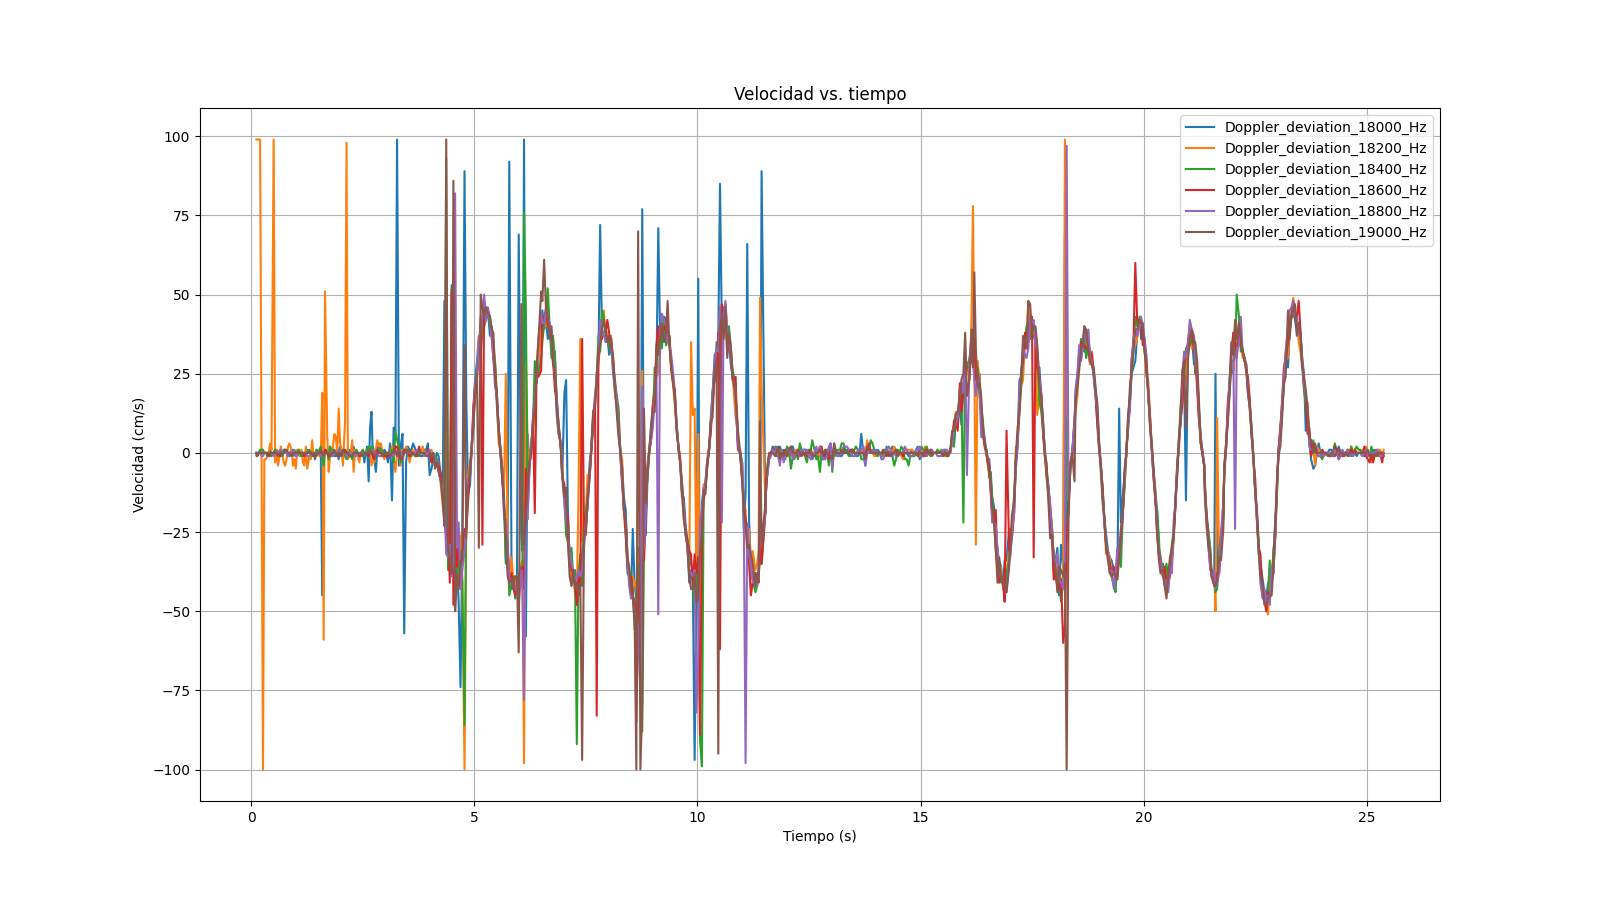 Velocidad vs. tiempo
Doppler_deviation_18000_Hz
Doppler_deviation_18200_Hz
Doppler_deviation_18400_Hz
Doppler_deviation_18600_Hz
Doppler_deviation_18800_Hz
Doppler_deviation_19000_Hz
Velocidad (cm/s)
100
75
50
25
0
−25
−50
−75
−100
0 5 10 15 20 25
Tiempo (s)